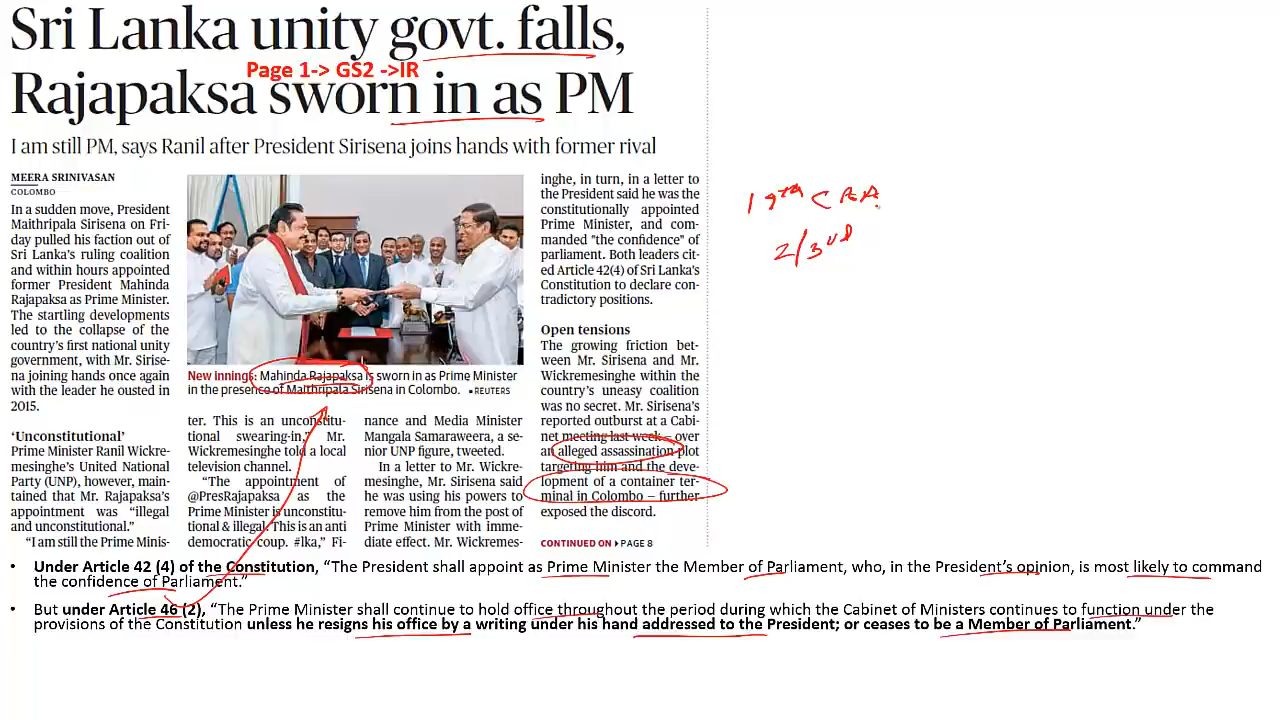 Sri Lanka unity govt. falls,
Page 1-> GS2 ->IR
Rajapaksa sworn in as PM
I am still PM, says Ranil after President Sirisena joins hands with former rival
MEERA SRINIVASAN
COLOMBO
In a sudden move, President
Maithripala Sirisena on Fri-
day pulled his faction out of
Sri Lanka's ruling coalition
and within hours appointed
former President Mahinda
Rajapaksa as Prime Minister.
The startling developments
led to the collapse of the
country's first national unity
government, with Mr. Sirise-
na joining hands once again
with the leader he ousted in
2015.
'Unconstitutional'
Prime Minister Ranil Wickre-
mesinghe's United National
Party (UNP), however, main-
tained that Mr. Rajapaksa's
appointment was "illegal
and unconstitutional."
"I am still the Prime Minis-
New innings: Mahinda Rajapaksa is sworn in as Prime Minister
in the presence of Maithripala Sirisena in Colombo. ▪REUTERS
ter. This is an unconstitu-
tional swearing-in," Mr.
Wickremesinghe told a local
television channel.
"The appointment of
@PresRajapaksa as the
Prime Minister is unconstitu-
tional & illegal. This is an anti
democratic coup. #lka," Fi-
nance and Media Minister
Mangala Samaraweera, a se-
nior UNP figure, tweeted.
In a letter to Mr. Wickre-
mesinghe, Mr. Sirisena said
he was using his powers to
remove him from the post of
Prime Minister with imme-
diate effect. Mr. Wickremes-
inghe, in turn, in a letter to
the President said he was the
constitutionally appointed
Prime Minister, and com-
manded "the confidence" of
parliament. Both leaders cit-
ed Article 42(4) of Sri Lanka's
Constitution to declare con-
tradictory positions.
Open tensions
The growing friction bet-
ween Mr. Sirisena and Mr.
Wickremesinghe within the
country's uneasy coalition
was no secret. Mr. Sirisena's
reported outburst at a Cabi-
net meeting last week – over
an alleged assassination plot
targeting him and the deve-
lopment of a container ter-
minal in Colombo – further
exposed the discord.
CONTINUED ON ▸ PAGE 8
19th CAA
2/3rd
• Under Article 42 (4) of the Constitution, "The President shall appoint as Prime Minister the Member of Parliament, who, in the President's opinion, is most likely to command
the confidence of Parliament."
• But under Article 46 (2), "The Prime Minister shall continue to hold office throughout the period during which the Cabinet of Ministers continues to function under the
provisions of the Constitution unless he resigns his office by a writing under his hand addressed to the President; or ceases to be a Member of Parliament."